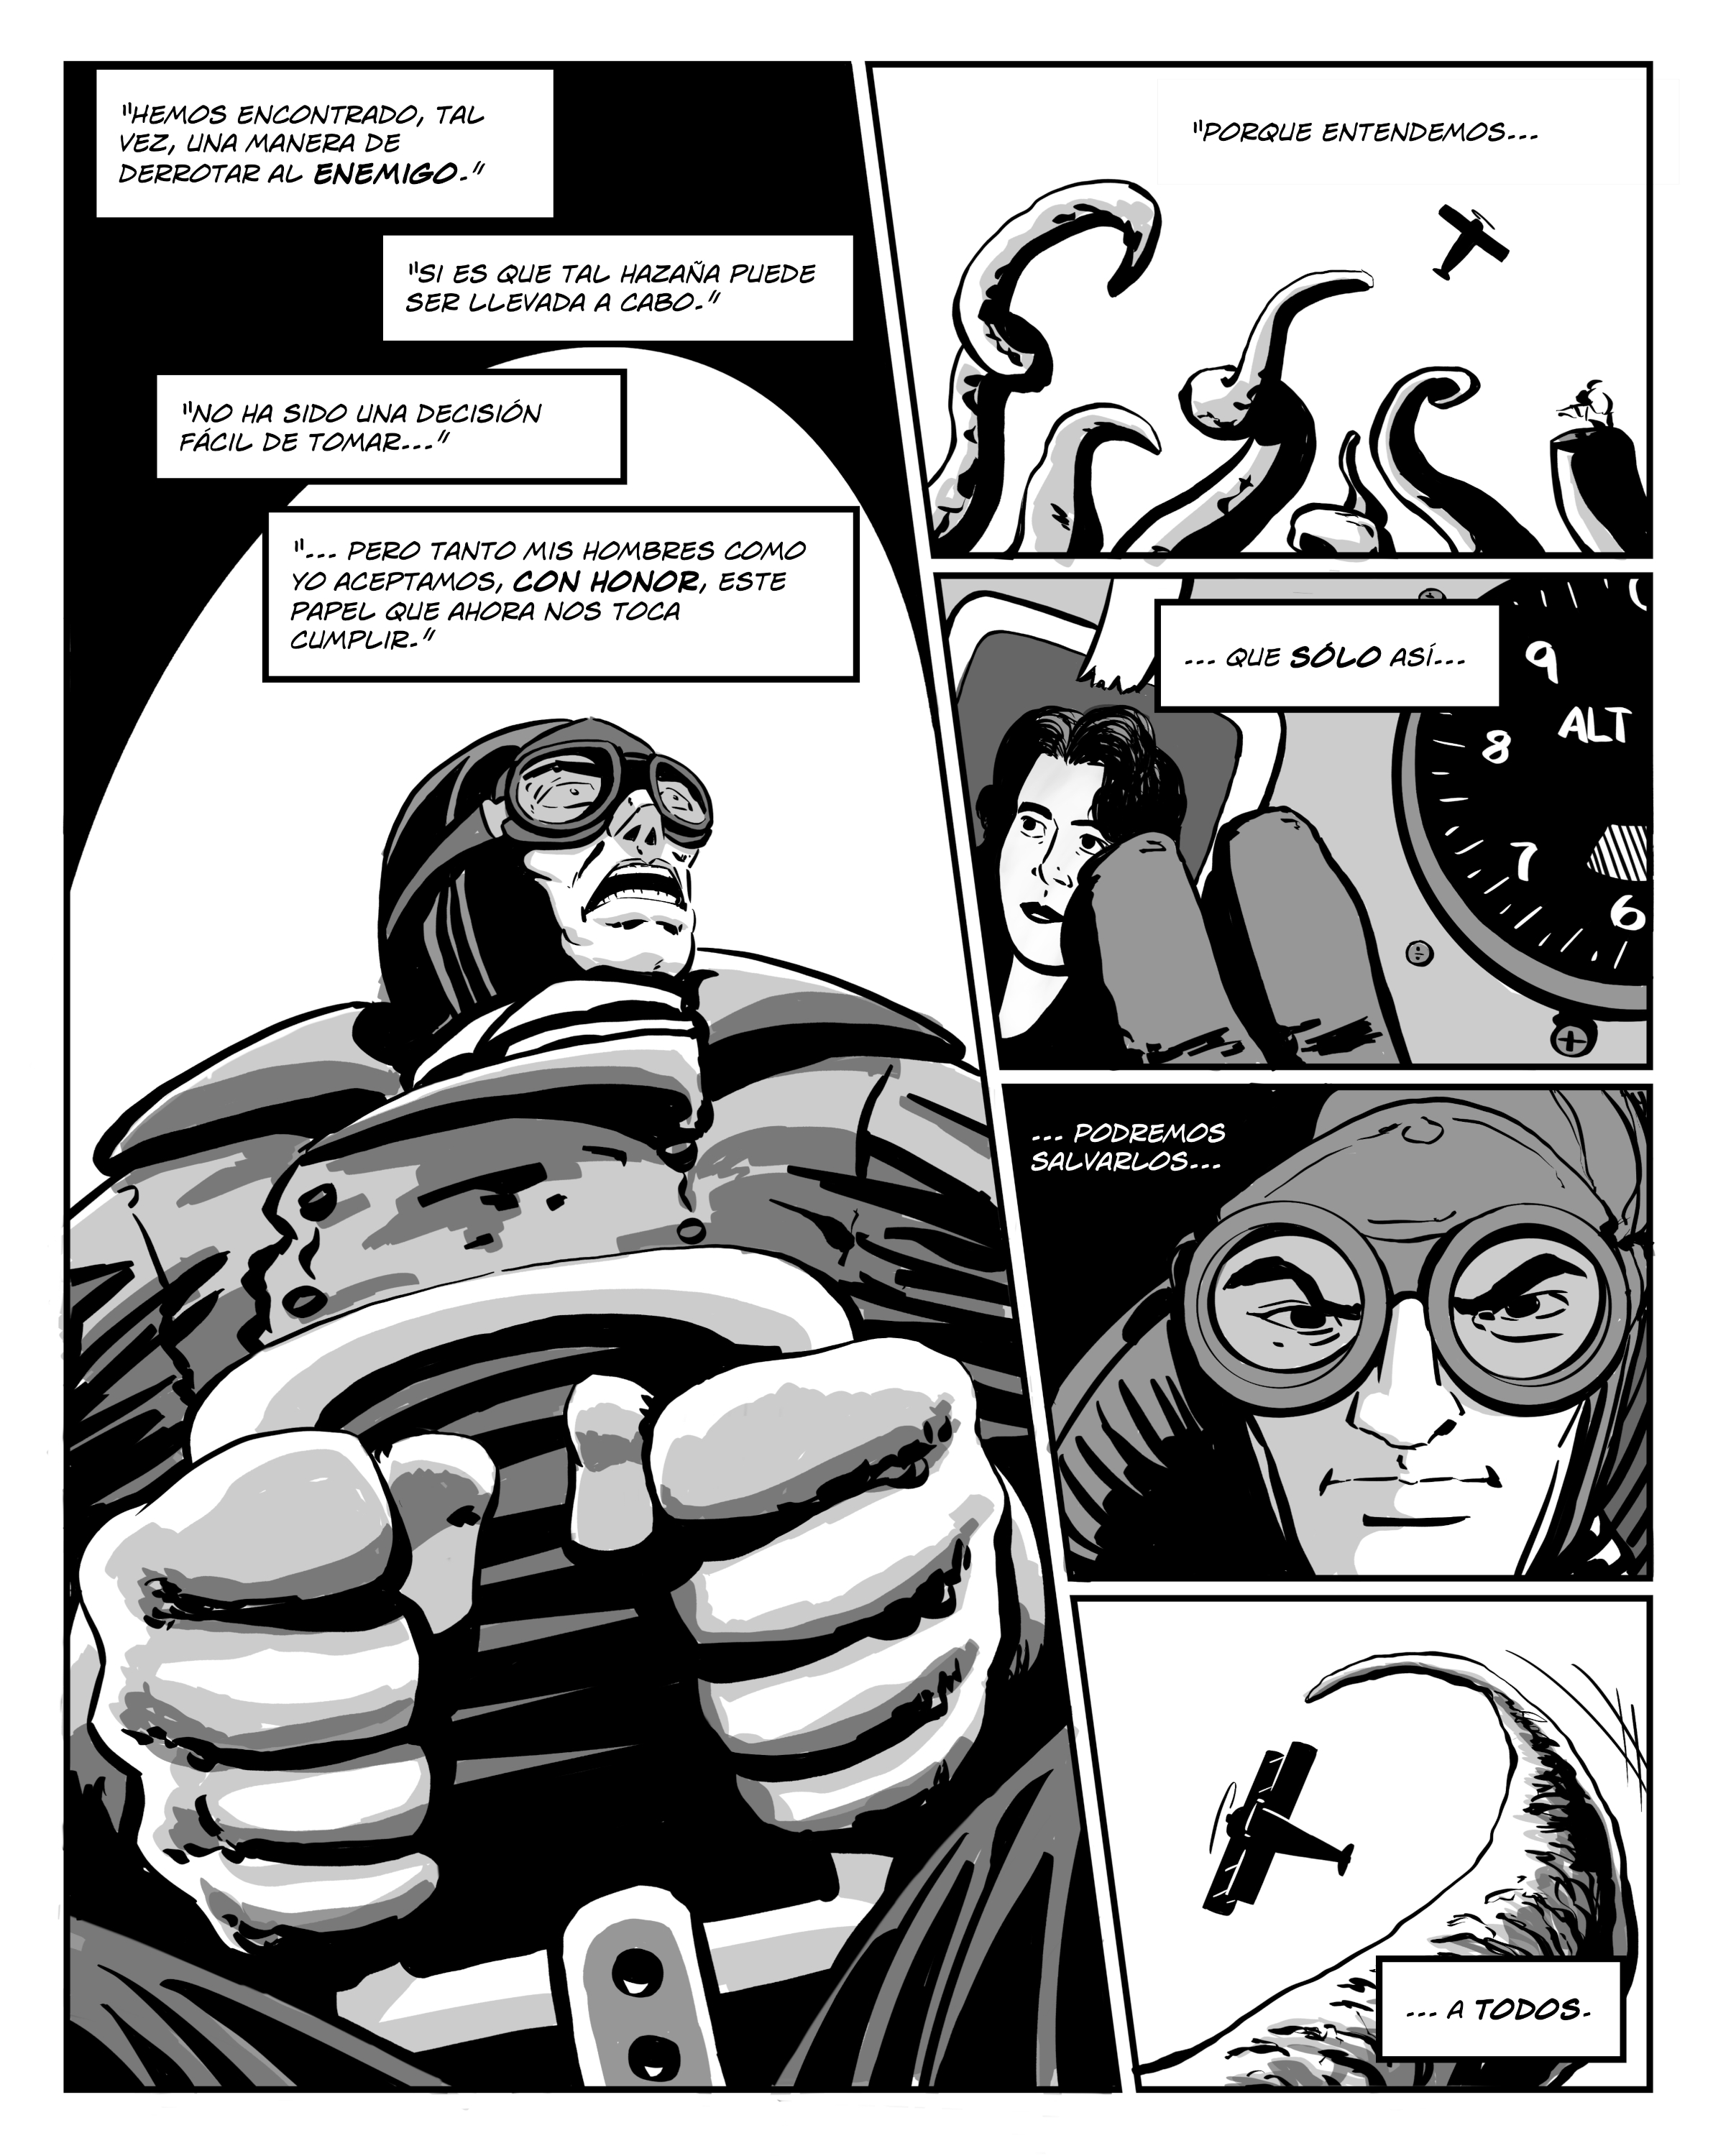 "HEMOS ENCONTRADO, TAL
VEZ, UNA MANERA DE
DERROTAR AL ENEMIGO."
"SI ES QUE TAL HAZAÑA PUEDE
SER LLEVADA A CABO."
"NO HA SIDO UNA DECISIÓN
FÁCIL DE TOMAR..."
"... PERO TANTO MIS HOMBRES COMO
YO ACEPTAMOS, CON HONOR, ESTE
PAPEL QUE AHORA NOS TOCA
CUMPLIR."
"PORQUE ENTENDEMOS...
... QUE SÓLO ASÍ...
9
ALT
8
7
6
... PODREMOS
SALVARLOS...
... A TODOS.